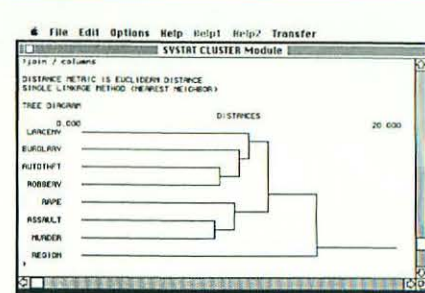 File Edit Options Help Help1 Help2 Transfer
SYSTAT CLUSTER Module
join / columns
DISTANCE METRIC IS EUCLIDEAN DISTANCE
SINGLE LINKAGE METHOD (NEAREST NEIGHBOR)
TREE DIAGRAM
DISTANCES
0.000 20.000
LARCENY
BURGLARY
AUTOTHFT
ROBBERY
RAPE
ASSAULT
MURDER
REGION